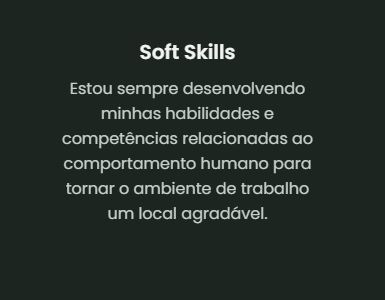 Soft Skills
Estou sempre desenvolvendo
minhas habilidades e
competências relacionadas ao
comportamento humano para
tornar o ambiente de trabalho
um local agradável.